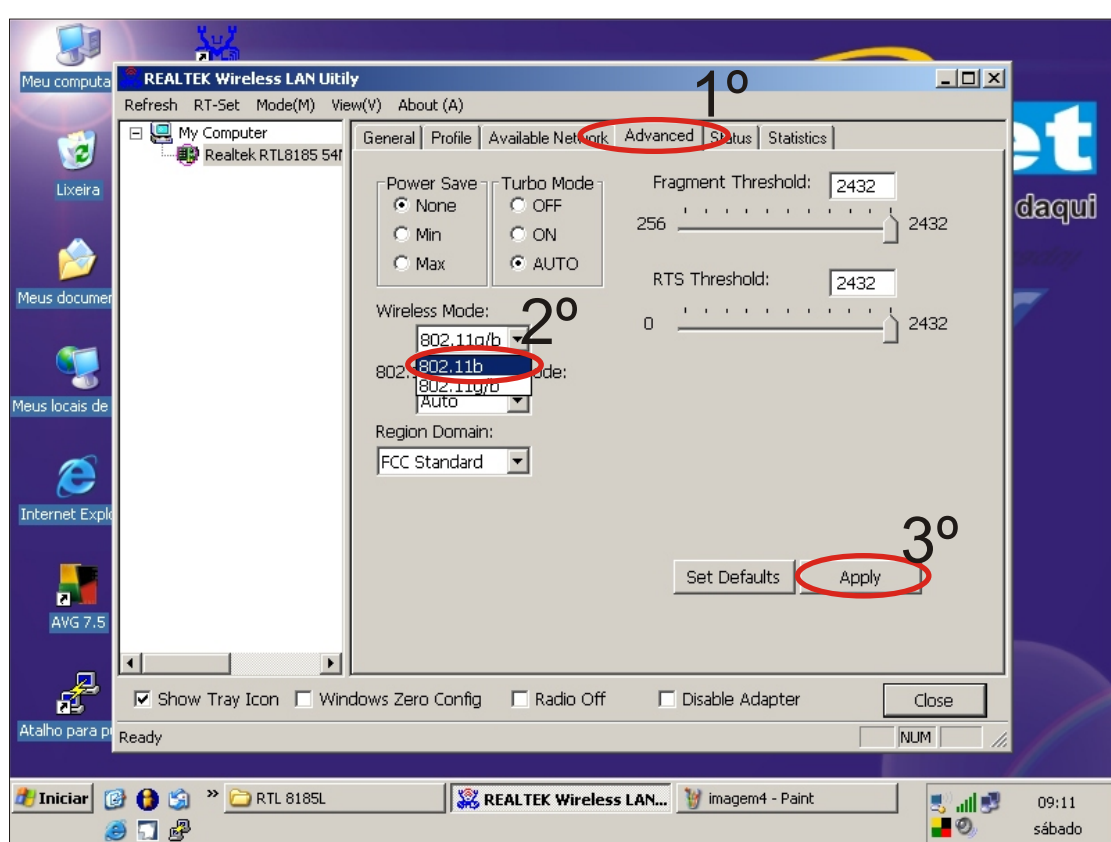 Meu computa
REALTEK Wireless LAN Uitily
1º
Refresh RT-Set Mode(M) View(V) About (A)
My Computer
Realtek RTL8185 54
General Profile Available Network Advanced Status Statistics
Lixeira
et
daqui
Power Save
None
Min
Max
Turbo Mode
OFF
ON
AUTO
Fragment Threshold: 2432
256 2432
RTS Threshold: 2432
0 2432
Meus documen
Wireless Mode:
2º
802.11g/b
802.11b
802.11g/b
802. ode:
Auto
Meus locais de
Region Domain:
FCC Standard
Internet Explo
3º
Set Defaults Apply
AVG 7.5
Show Tray Icon Windows Zero Config Radio Off Disable Adapter Close
Atalho para p
Ready NUM
Iniciar » RTL 8185L REALTEK Wireless LAN... imagem4 - Paint 09:11
sábado